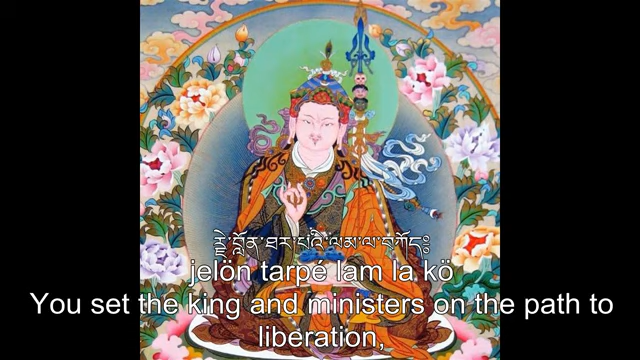 རྗེ་བློན་ཐར་པའི་ལམ་ལ་བཀོད༔
jelön tarpé lam la kö
You set the king and ministers on the path to
liberation,